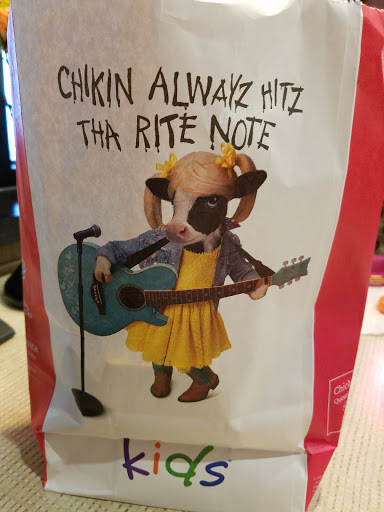 CHIKIN ALWAYZ HITZ
THA RITE NOTE
kids